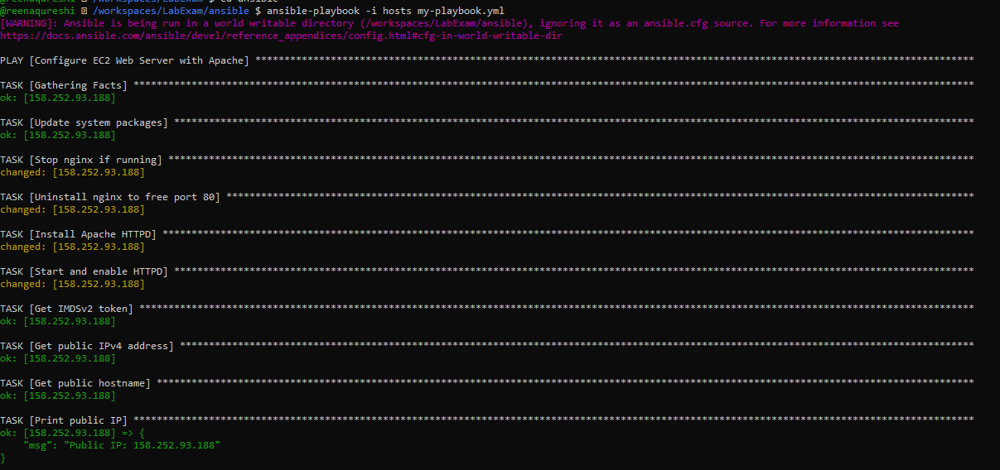 @reenaqureshi /workspaces/LabExam $ cd ansible
@reenaqureshi /workspaces/LabExam/ansible $ ansible-playbook -i hosts my-playbook.yml
[WARNING]: Ansible is being run in a world writable directory (/workspaces/LabExam/ansible), ignoring it as an ansible.cfg source. For more information see
https://docs.ansible.com/ansible/devel/reference_appendices/config.html#cfg-in-world-writable-dir
PLAY [Configure EC2 Web Server with Apache] ****************************************************************************************************************************
TASK [Gathering Facts] *************************************************************************************************************************************************
ok: [158.252.93.188]
TASK [Update system packages] ******************************************************************************************************************************************
ok: [158.252.93.188]
TASK [Stop nginx if running] *******************************************************************************************************************************************
changed: [158.252.93.188]
TASK [Uninstall nginx to free port 80] *********************************************************************************************************************************
changed: [158.252.93.188]
TASK [Install Apache HTTPD] ********************************************************************************************************************************************
changed: [158.252.93.188]
TASK [Start and enable HTTPD] ******************************************************************************************************************************************
changed: [158.252.93.188]
TASK [Get IMDSv2 token] ************************************************************************************************************************************************
ok: [158.252.93.188]
TASK [Get public IPv4 address] *****************************************************************************************************************************************
ok: [158.252.93.188]
TASK [Get public hostname] *********************************************************************************************************************************************
ok: [158.252.93.188]
TASK [Print public IP] *************************************************************************************************************************************************
ok: [158.252.93.188] => {
    "msg": "Public IP: 158.252.93.188"
}